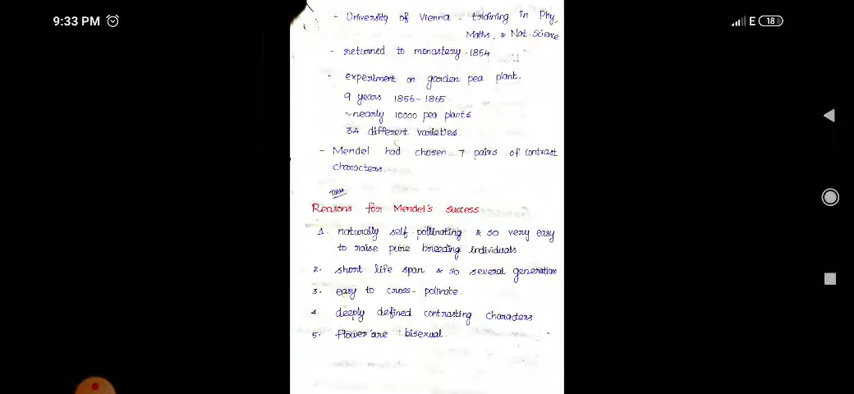 9:33 PM
E 18
- University of Vienna - training in Phy,
Maths, & Nat. Science
- returned to monastery - 1854
- experiment on garden pea plant.
9 years 1856 - 1865
~ nearly 10000 pea plants
34 different varieties
- Mendel had chosen 7 pairs of contrast
characters.
Reasons for Mendel's success
1. naturally self pollinating & so very easy
to raise pure breeding individuals
2. short life span & so several generation
3. easy to cross-polinate.
4. deeply defined contrasting characters
5. flower are bisexual.